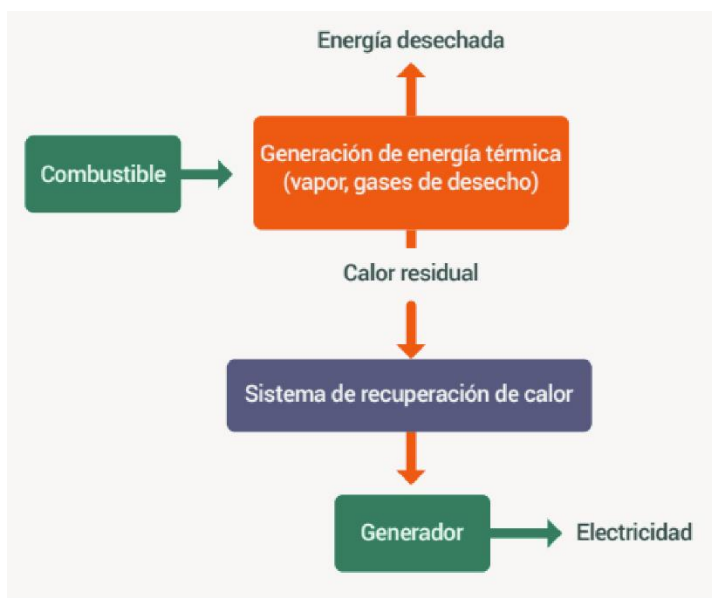 Energía desechada
Combustible
Generación de energía térmica
(vapor, gases de desecho)
Calor residual
Sistema de recuperación de calor
Generador
Electricidad